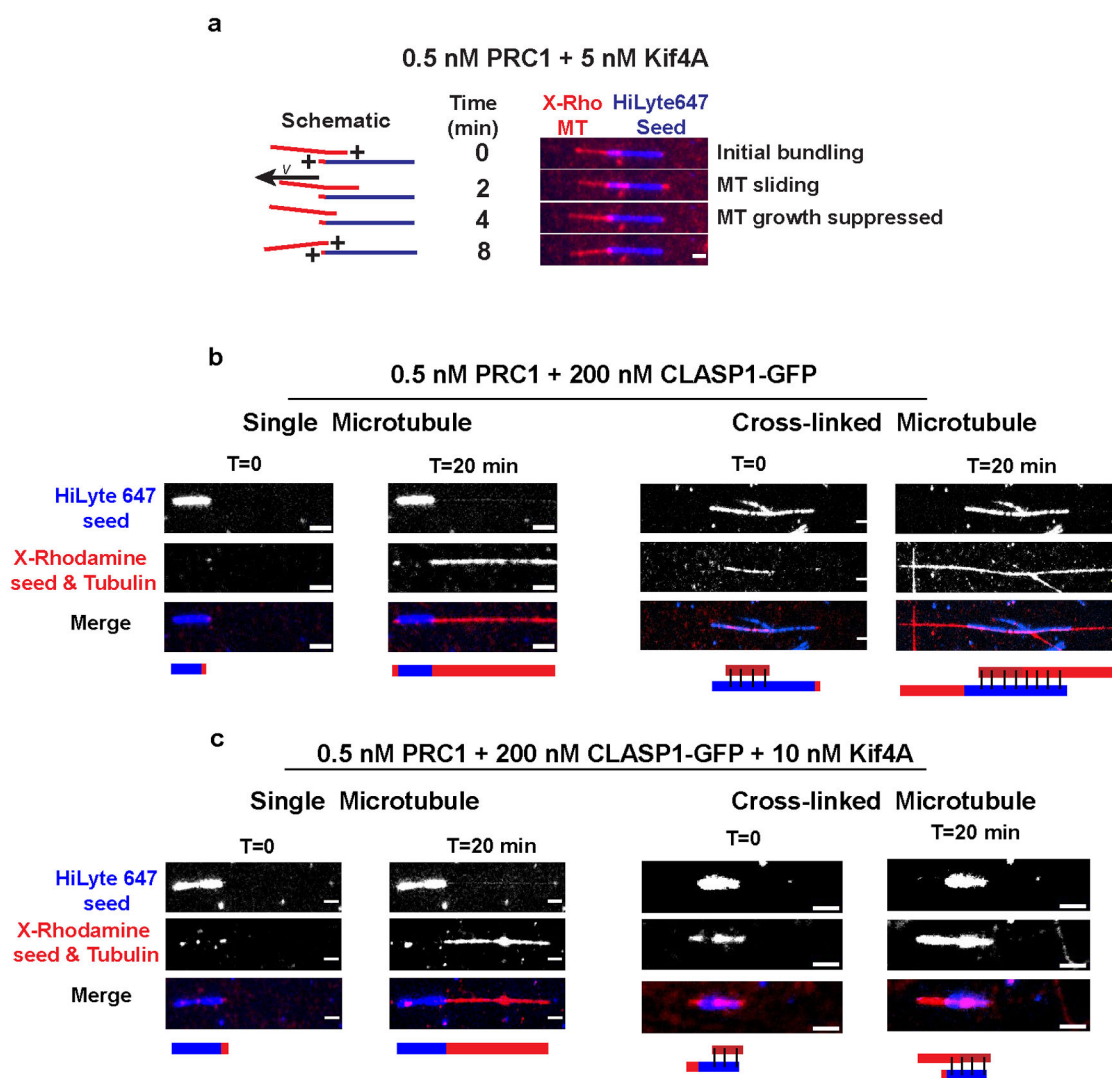 a
0.5 nM PRC1 + 5 nM Kif4A
Schematic
Time
(min)
X-Rho HiLyte647
MT Seed
+
+
v
0
Initial bundling
2
MT sliding
4
MT growth suppressed
+
+
8
b
0.5 nM PRC1 + 200 nM CLASP1-GFP
Single Microtubule
Cross-linked Microtubule
T=0
T=20 min
T=0
T=20 min
HiLyte 647
seed
X-Rhodamine
seed & Tubulin
Merge
c
0.5 nM PRC1 + 200 nM CLASP1-GFP + 10 nM Kif4A
Single Microtubule
Cross-linked Microtubule
T=0
T=20 min
T=0
T=20 min
HiLyte 647
seed
X-Rhodamine
seed & Tubulin
Merge